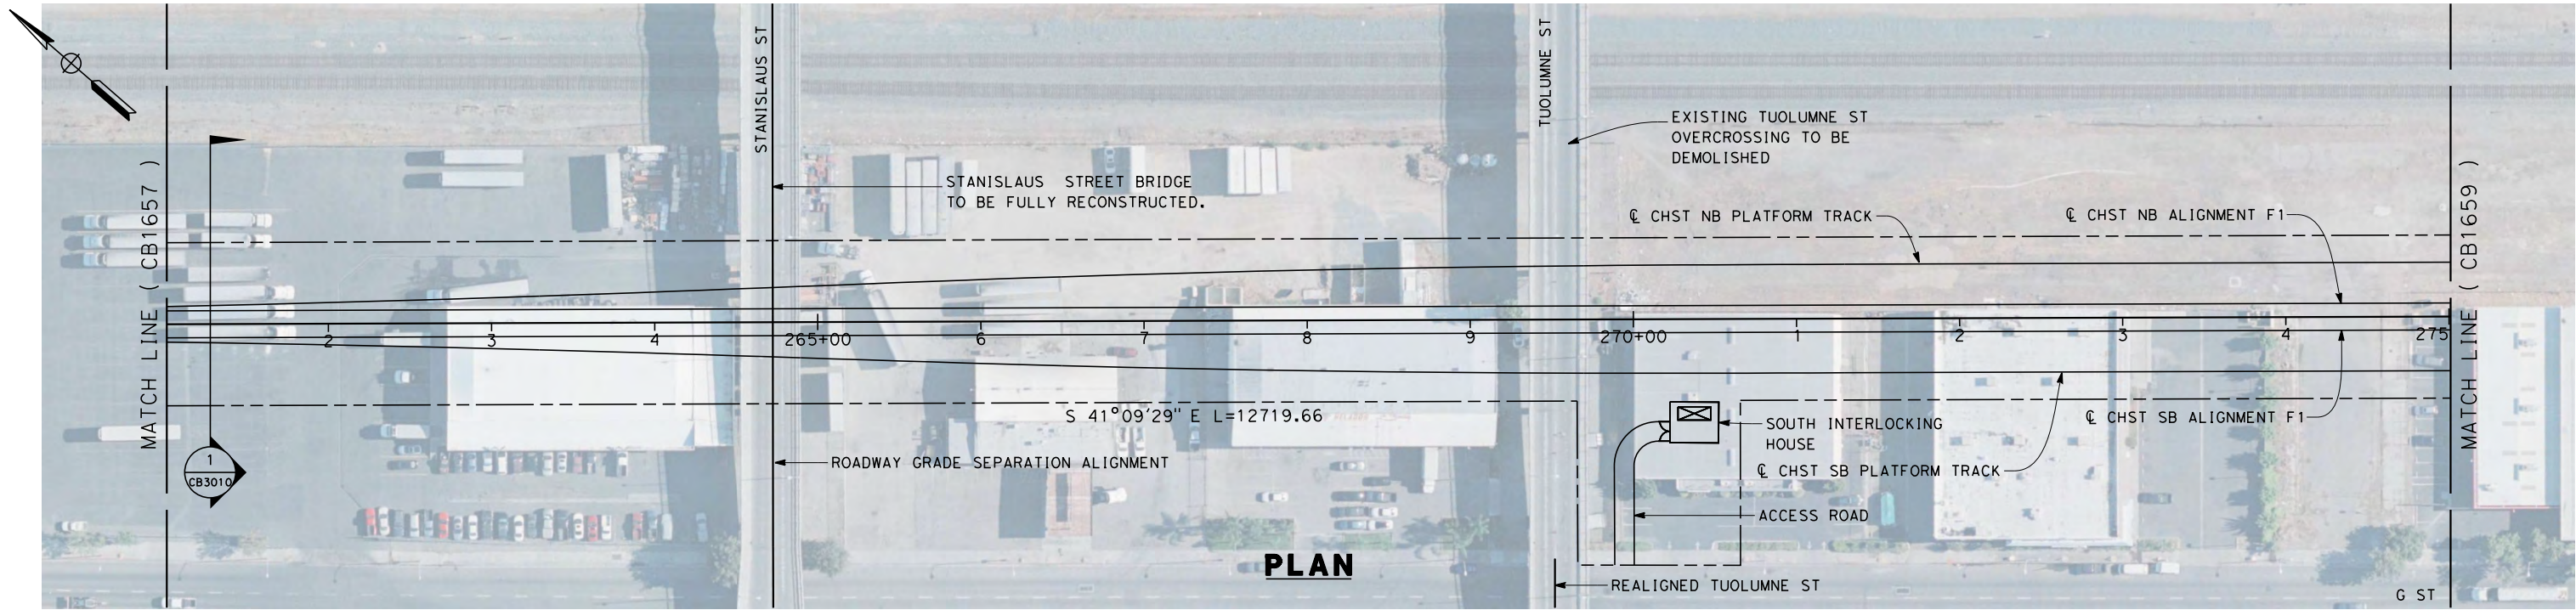 MATCH LINE ( CB1657 )
STANISLAUS ST
TUOLUMNE ST
EXISTING TUOLUMNE ST
OVERCROSSING TO BE
DEMOLISHED
STANISLAUS STREET BRIDGE
TO BE FULLY RECONSTRUCTED.
℄ CHST NB PLATFORM TRACK
℄ CHST NB ALIGNMENT F1
MATCH LINE ( CB1659 )
2 3 4 265+00 6 7 8 9 270+00 1 2 3 4 275
S 41°09'29" E L=12719.66
℄ CHST SB ALIGNMENT F1
SOUTH INTERLOCKING
HOUSE
ROADWAY GRADE SEPARATION ALIGNMENT
℄ CHST SB PLATFORM TRACK
1
CB3010
ACCESS ROAD
PLAN
REALIGNED TUOLUMNE ST
G ST